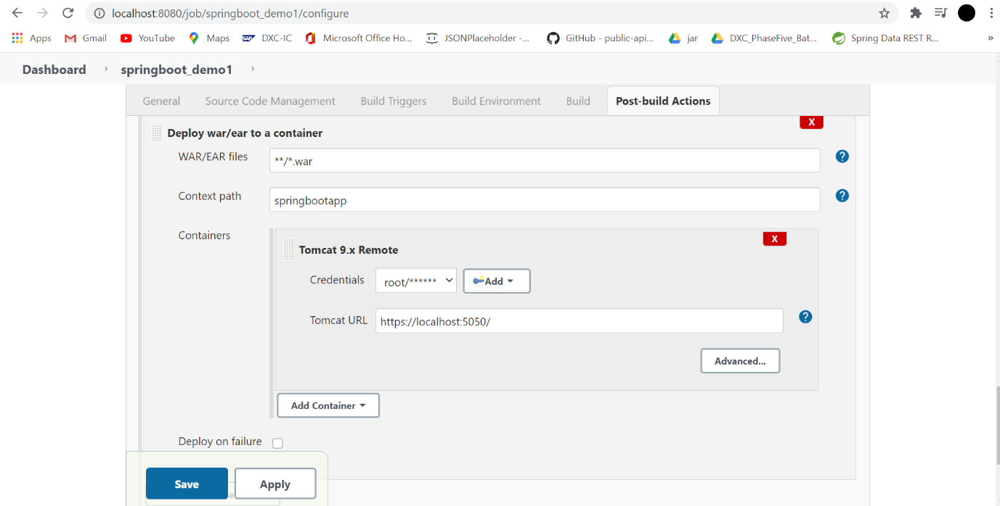 localhost:8080/job/springboot_demo1/configure
Apps Gmail YouTube Maps SAP DXC-IC Microsoft Office Ho... JSONPlaceholder -... GitHub - public-api... jar DXC_PhaseFive_Bat... Spring Data REST R... »
Dashboard springboot_demo1
General Source Code Management Build Triggers Build Environment Build Post-build Actions
Deploy war/ear to a container X
WAR/EAR files **/*.war ?
Context path springbootapp ?
Containers
Tomcat 9.x Remote X
Credentials root/****** Add
Tomcat URL https://localhost:5050/ ?
Advanced...
Add Container
Deploy on failure
Save Apply